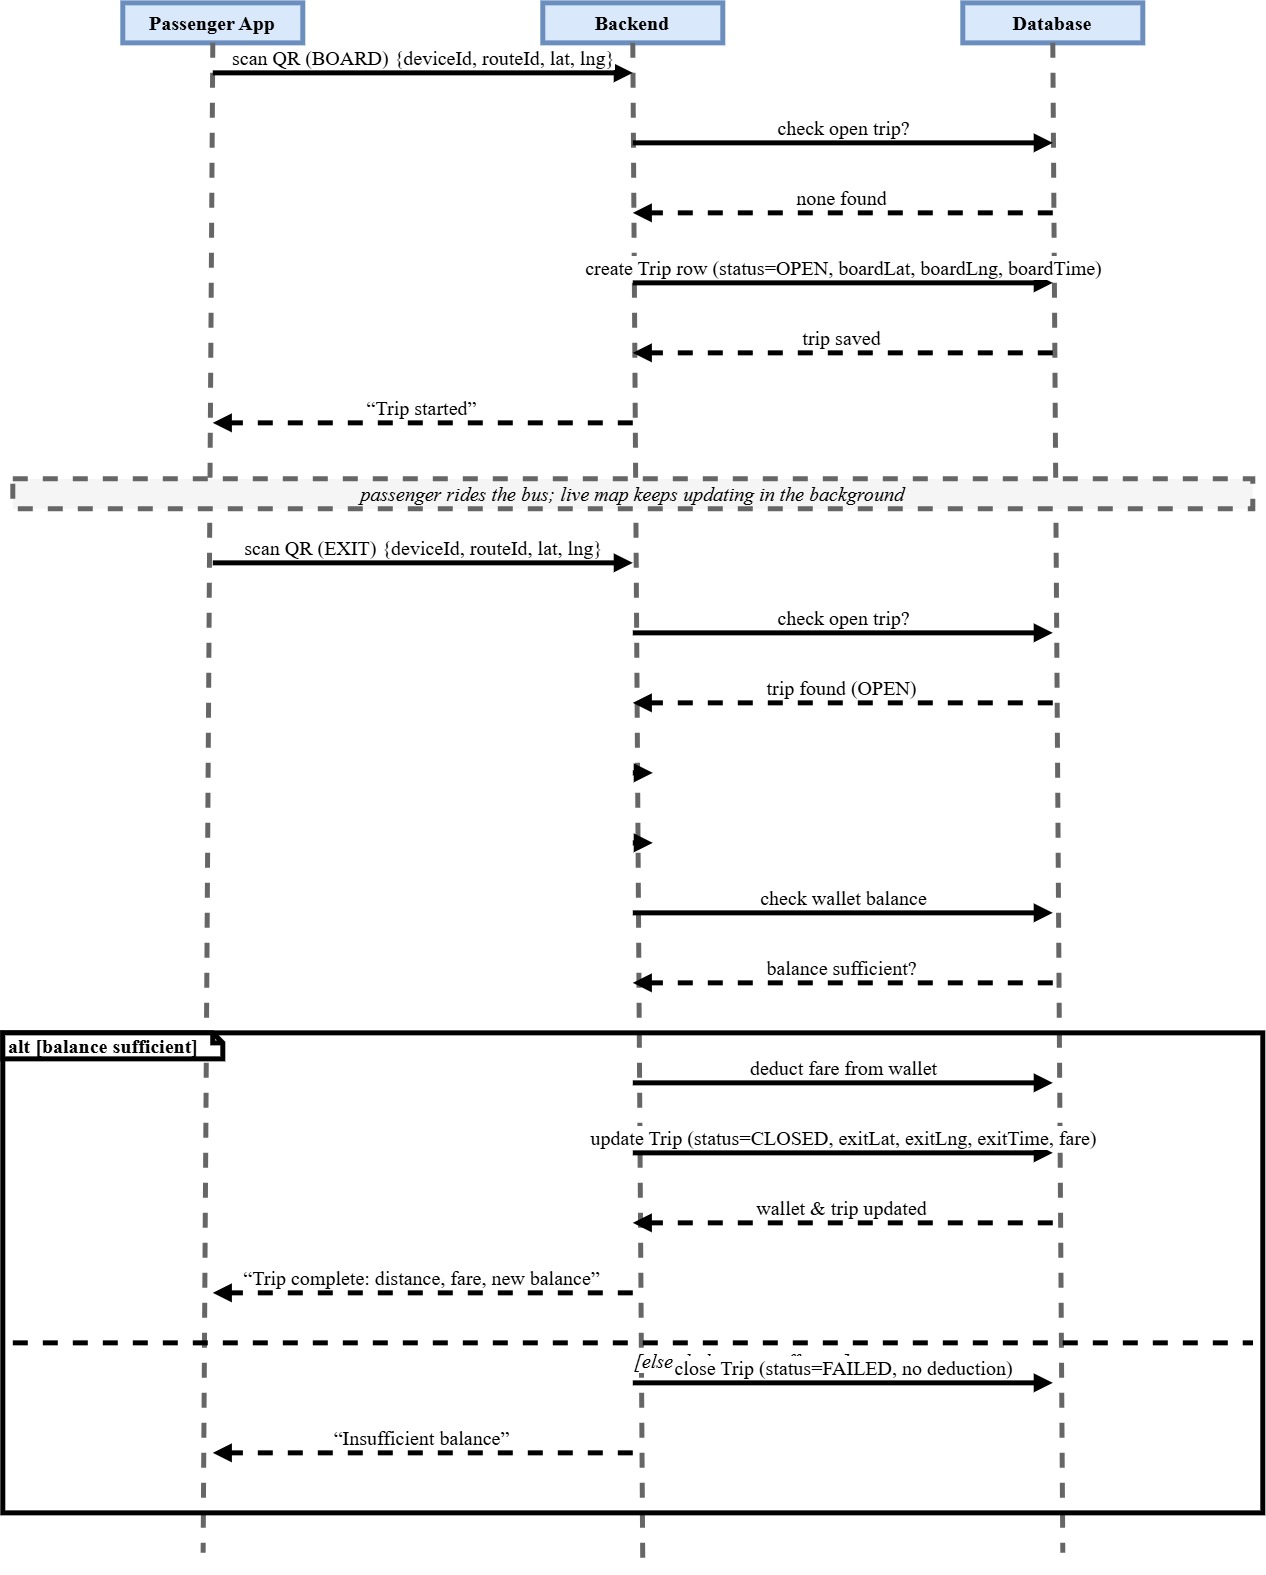 Passenger App
Backend
Database
scan QR (BOARD) {deviceId, routeId, lat, lng}
check open trip?
none found
create Trip row (status=OPEN, boardLat, boardLng, boardTime)
trip saved
“Trip started”
passenger rides the bus; live map keeps updating in the background
scan QR (EXIT) {deviceId, routeId, lat, lng}
check open trip?
trip found (OPEN)
check wallet balance
balance sufficient?
alt [balance sufficient]
deduct fare from wallet
update Trip (status=CLOSED, exitLat, exitLng, exitTime, fare)
wallet & trip updated
“Trip complete: distance, fare, new balance”
[else
close Trip (status=FAILED, no deduction)
“Insufficient balance”